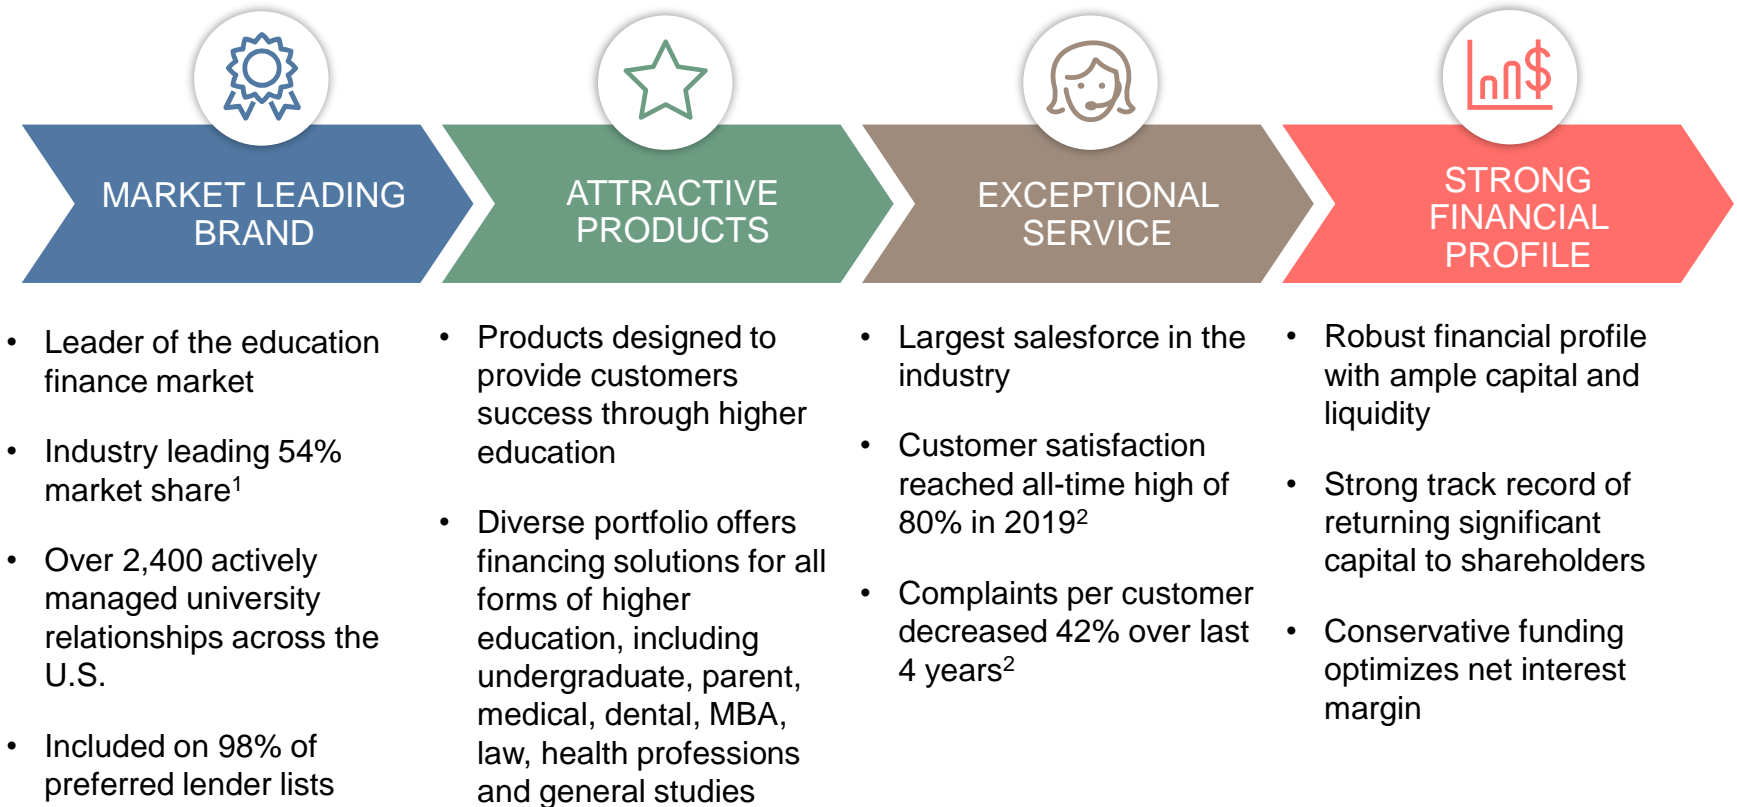 MARKET LEADING
BRAND
ATTRACTIVE
PRODUCTS
EXCEPTIONAL
SERVICE
$
STRONG
FINANCIAL
PROFILE
• Leader of the education
finance market
• Industry leading 54%
market share¹
• Over 2,400 actively
managed university
relationships across the
U.S.
• Included on 98% of
preferred lender lists
• Products designed to
provide customers
success through higher
education
• Diverse portfolio offers
financing solutions for all
forms of higher
education, including
undergraduate, parent,
medical, dental, MBA,
law, health professions
and general studies
• Largest salesforce in the
industry
• Customer satisfaction
reached all-time high of
80% in 2019²
• Complaints per customer
decreased 42% over last
4 years²
• Robust financial profile
with ample capital and
liquidity
• Strong track record of
returning significant
capital to shareholders
• Conservative funding
optimizes net interest
margin